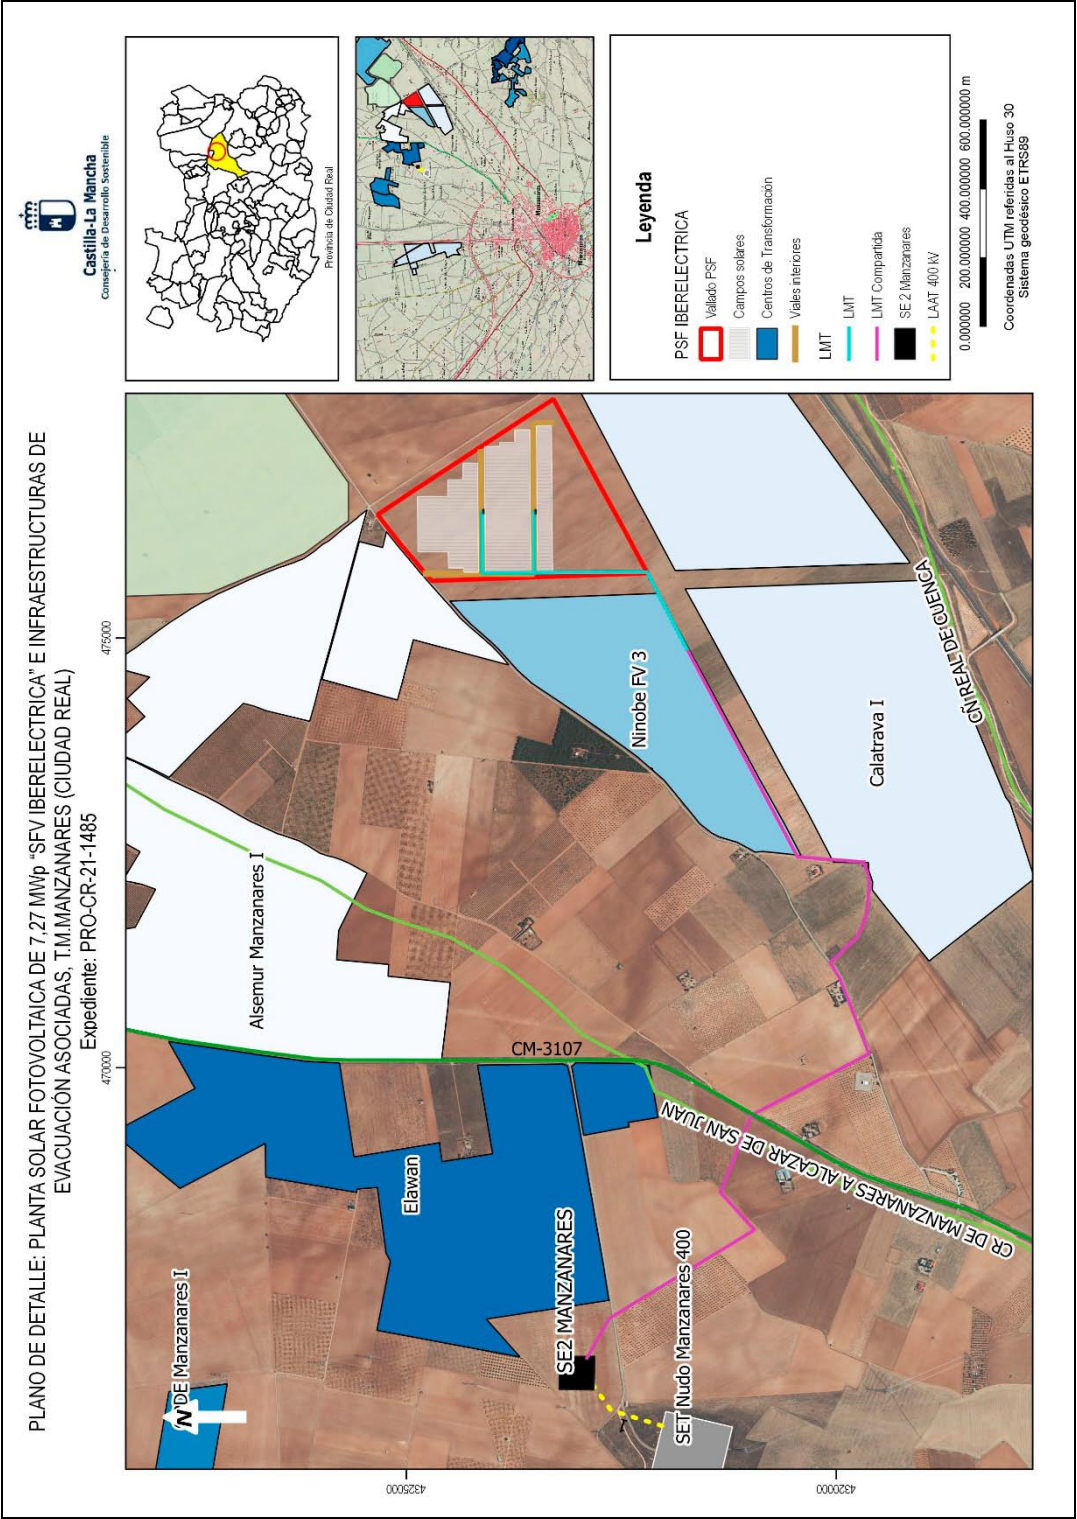 PLANO DE DETALLE: PLANTA SOLAR FOTOVOLTAICA DE 7,27 MWp "SFV IBERELECTRICA" E INFRAESTRUCTURAS DE
EVACUACIÓN ASOCIADAS, T.M.MANZANARES (CIUDAD REAL)
Expediente: PRO-CR-21-1485
Castilla-La Mancha
Consejería de Desarrollo Sostenible
Provincia de Ciudad Real
Manzanares
470000
475000
4325000
4320000
DE Manzanares I
N
Alsemur Manzanares I
Elawan
CM-3107
SE2 MANZANARES
SET Nudo Manzanares 400
CR DE MANZANARES A ALCAZAR DE SAN JUAN
Ninobe FV 3
Calatrava I
CÑ REAL DE CUENCA
Leyenda
PSF IBERELECTRICA
Vallado PSF
Campos solares
Centros de Transformación
Viales interiores
LMT
LMT
LMT Compartida
SE 2 Manzanares
LAAT 400 kV
0.000000 200.000000 400.000000 600.000000 m
Coordenadas UTM referidas al Huso 30
Sistema geodésico ETRS89